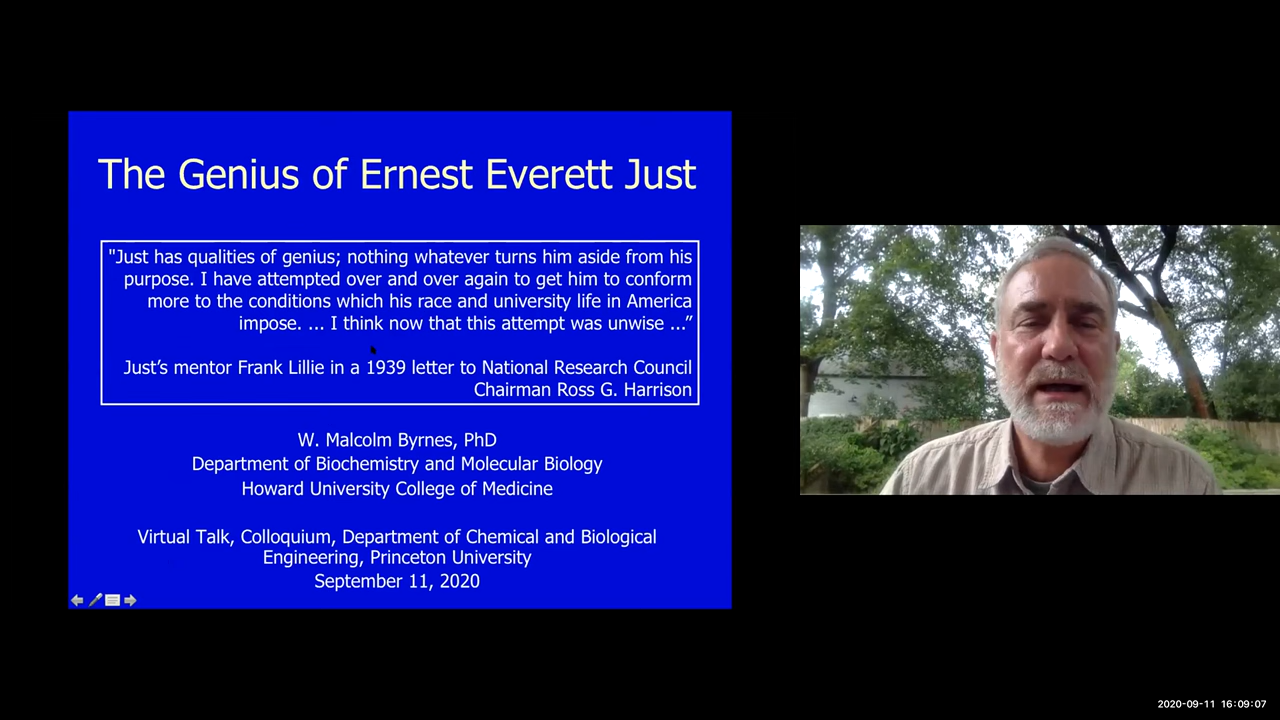 The Genius of Ernest Everett Just
"Just has qualities of genius; nothing whatever turns him aside from his
purpose. I have attempted over and over again to get him to conform
more to the conditions which his race and university life in America
impose. ... I think now that this attempt was unwise ...”
Just’s mentor Frank Lillie in a 1939 letter to National Research Council
Chairman Ross G. Harrison
W. Malcolm Byrnes, PhD
Department of Biochemistry and Molecular Biology
Howard University College of Medicine
Virtual Talk, Colloquium, Department of Chemical and Biological
Engineering, Princeton University
September 11, 2020
2020-09-11 16:09:07